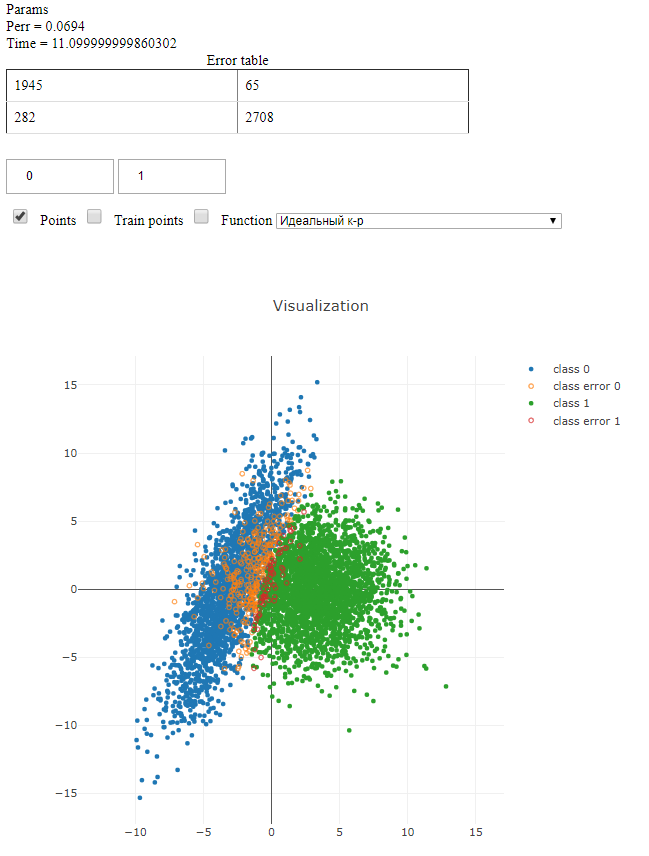 Params
Perr = 0.0694
Time = 11.099999999860302
Error table
1945 65
282 2708
0 1
Points Train points Function Идеальный к-р
Visualization
class 0
class error 0
class 1
class error 1
15
10
5
0
−5
−10
−15
−10 −5 0 5 10 15